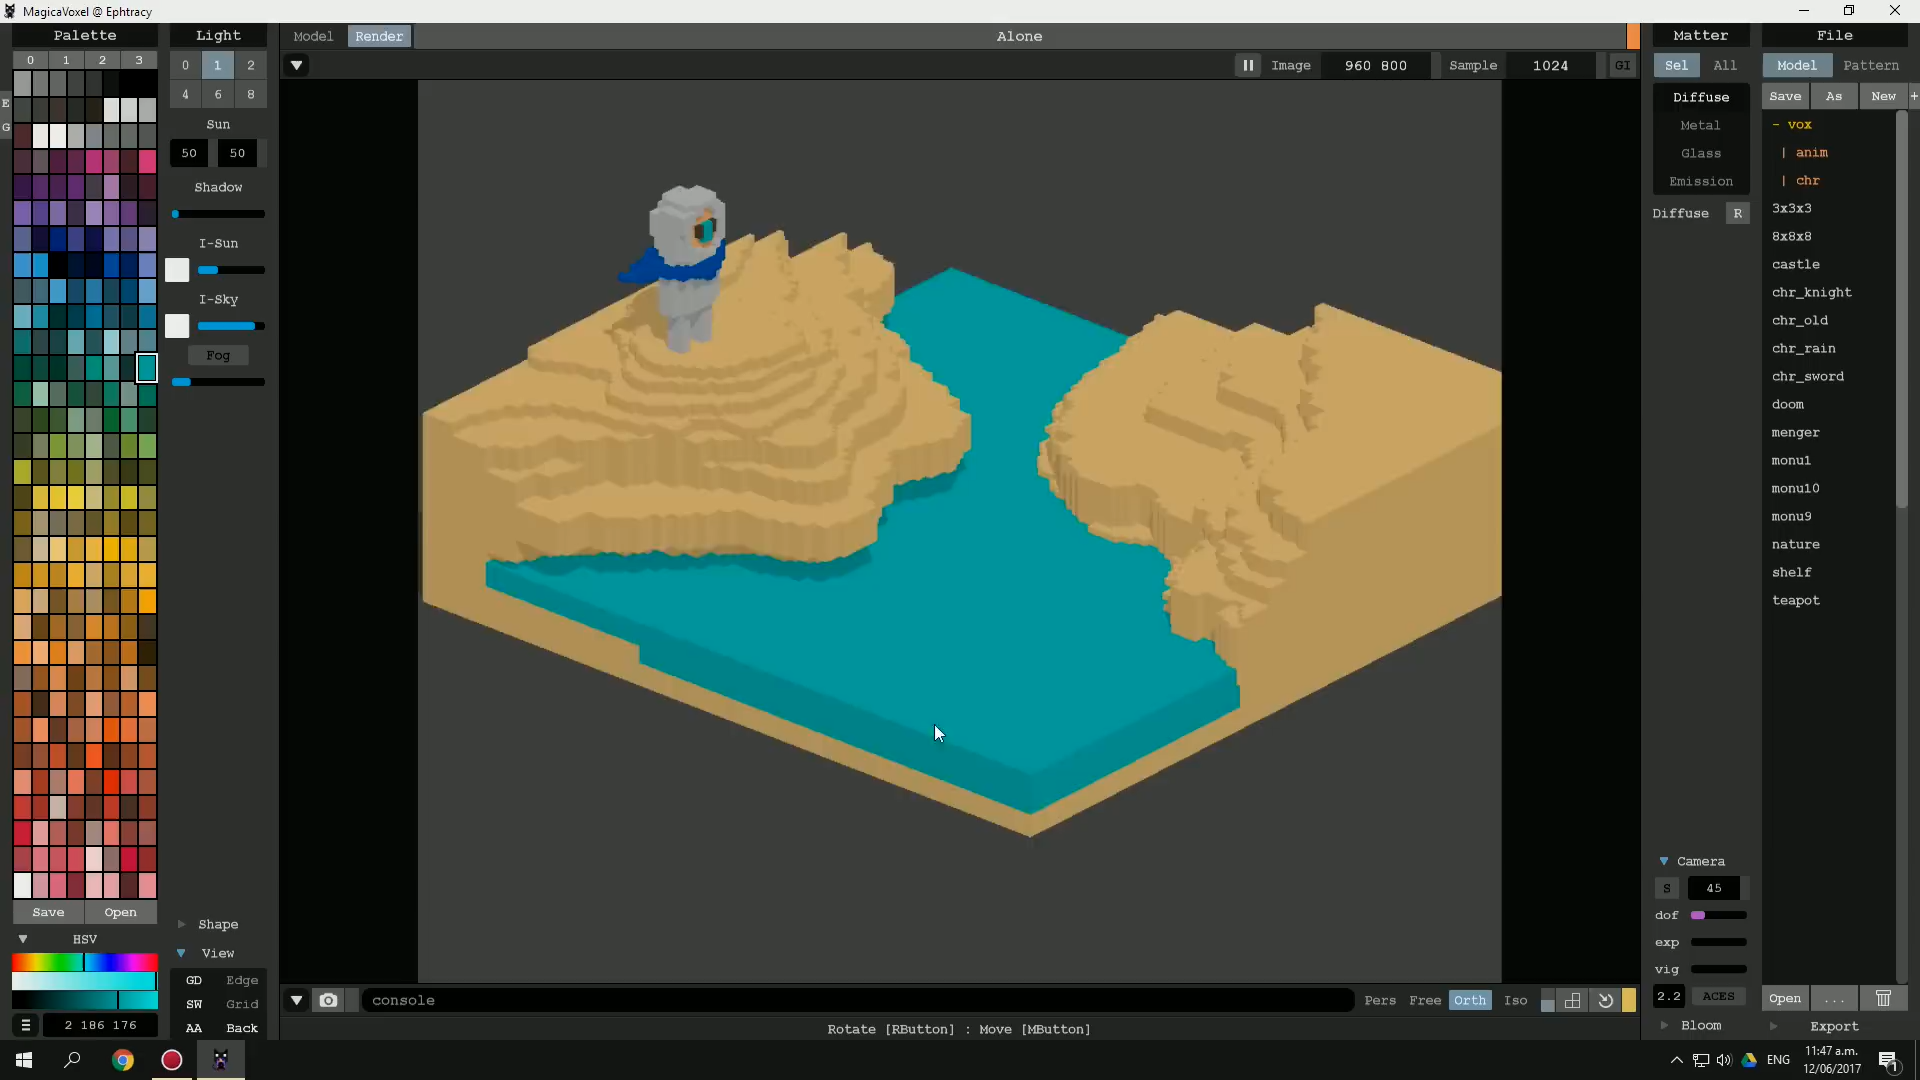 MagicaVoxel @ Ephtracy
Palette
0 1 2 3
E
G
Save Open
HSV
2 186 176
Light
0 1 2
4 6 8
Sun
50 50
Shadow
I-Sun
I-Sky
Fog
Shape
View
GD Edge
SW Grid
AA Back
Model Render Alone
Image 960 800 Sample 1024 GI
console
Pers Free Orth Iso
Rotate [RButton] : Move [MButton]
Matter
Sel All
Diffuse
Metal
Glass
Emission
Diffuse R
Camera
S 45
dof
exp
vig
2.2 ACES
Bloom
File
Model Pattern
Save As New +
- vox
| anim
| chr
3x3x3
8x8x8
castle
chr_knight
chr_old
chr_rain
chr_sword
doom
menger
monu1
monu10
monu9
nature
shelf
teapot
Open ...
Export
ENG
11:47 a.m.
12/06/2017
1